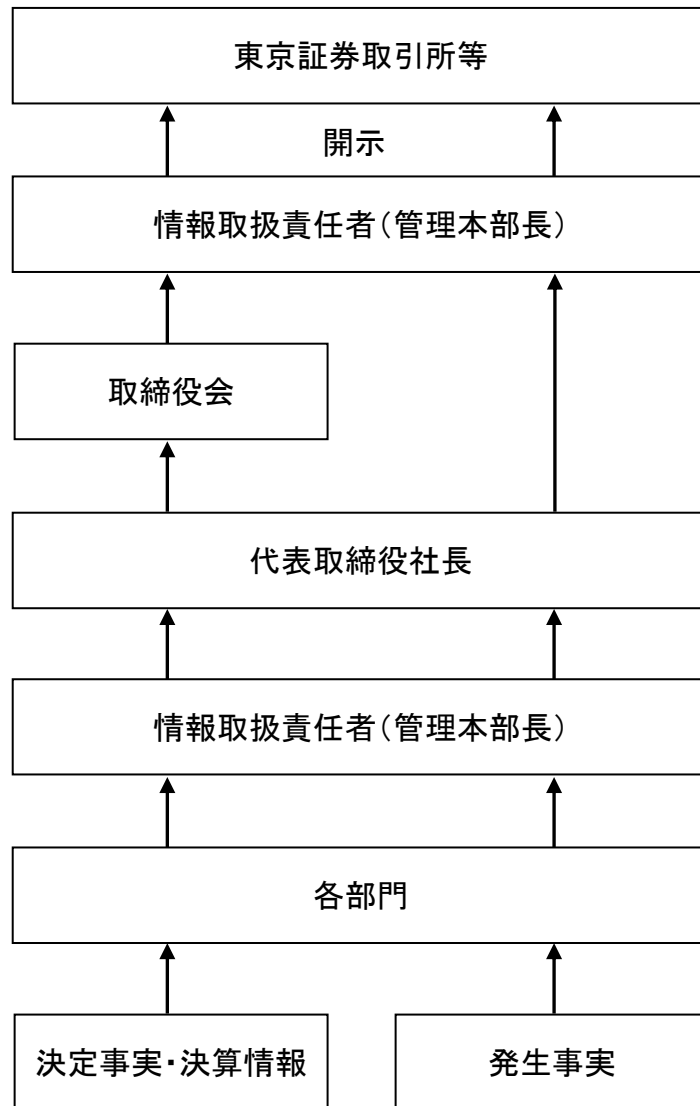 東京証券取引所等
開示
情報取扱責任者（管理本部長）
取締役会
代表取締役社長
情報取扱責任者（管理本部長）
各部門
決定事実・決算情報
発生事実